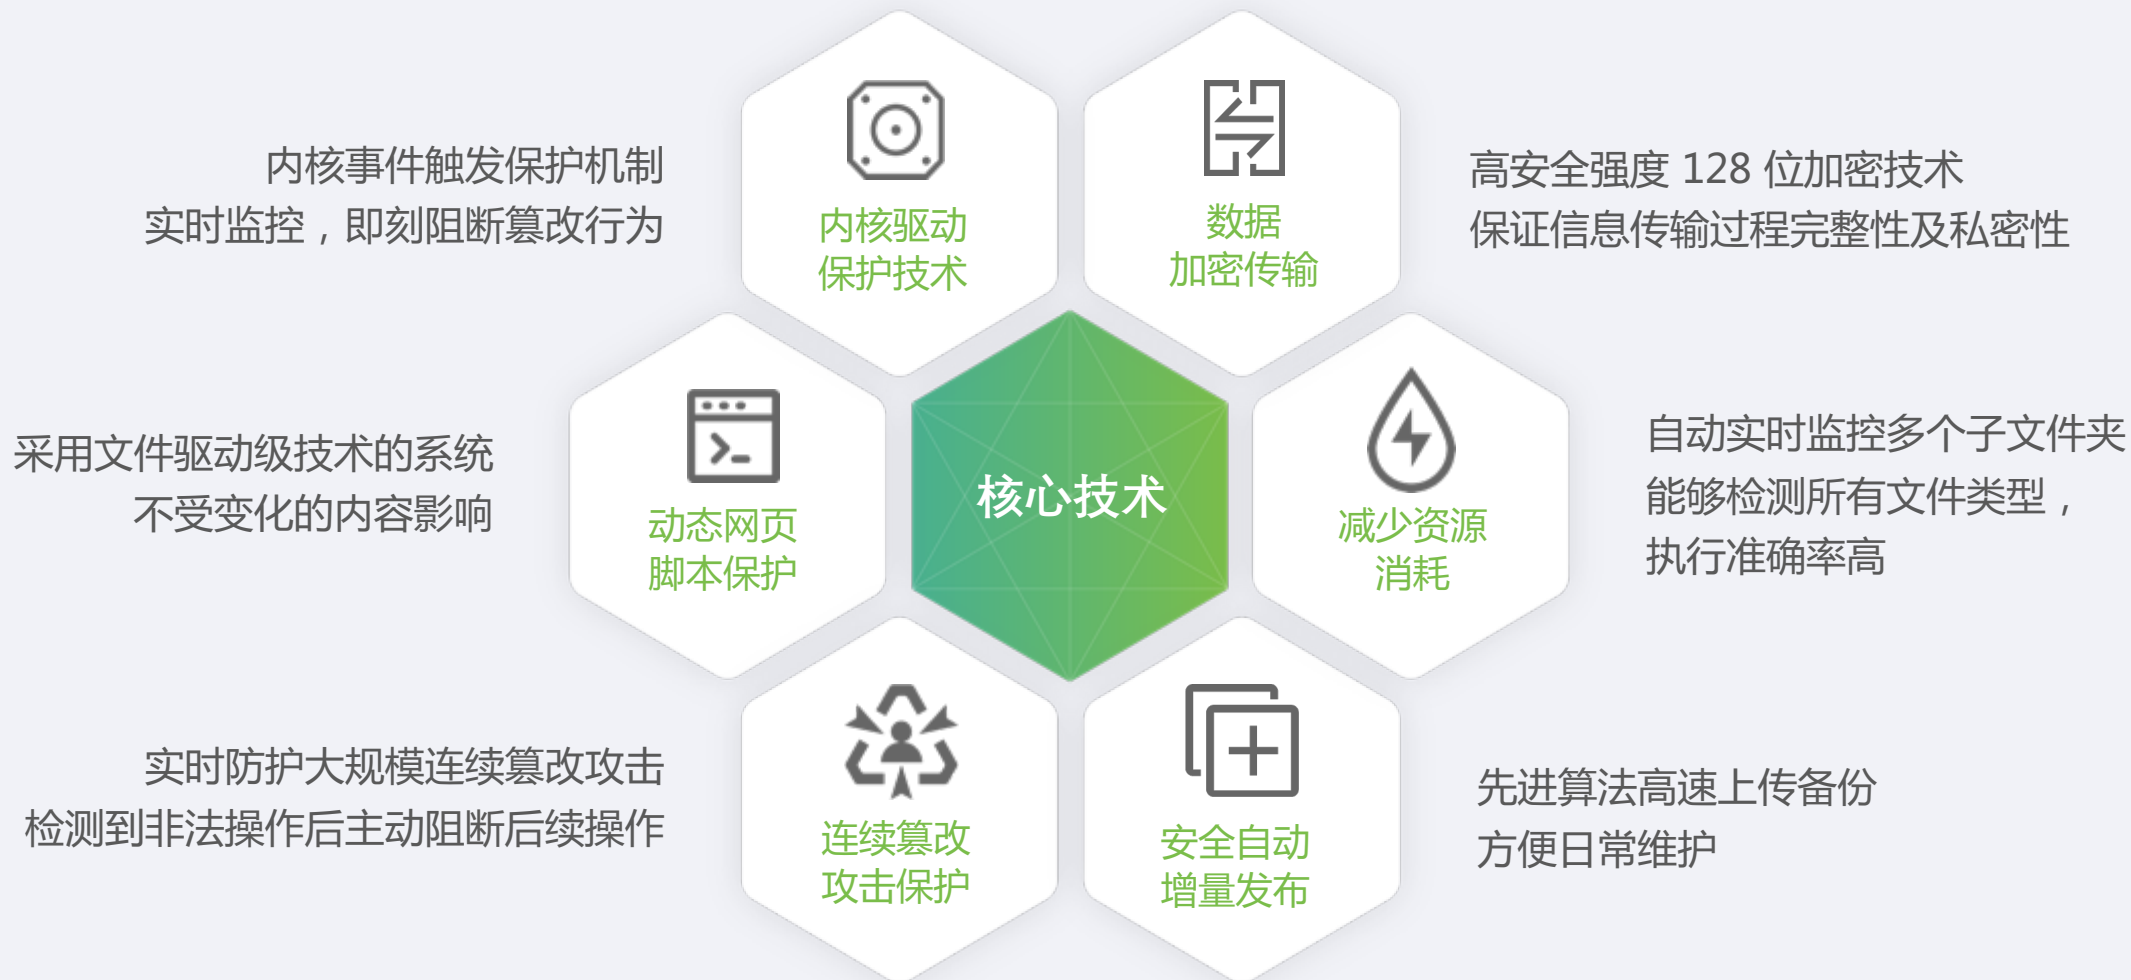 内核事件触发保护机制
实时监控，即刻阻断篡改行为
内核驱动
保护技术
数据
加密传输
高安全强度 128 位加密技术
保证信息传输过程完整性及私密性
采用文件驱动级技术的系统
不受变化的内容影响
动态网页
脚本保护
核心技术
减少资源
消耗
自动实时监控多个子文件夹
能够检测所有文件类型，
执行准确率高
实时防护大规模连续篡改攻击
检测到非法操作后主动阻断后续操作
连续篡改
攻击保护
安全自动
增量发布
先进算法高速上传备份
方便日常维护